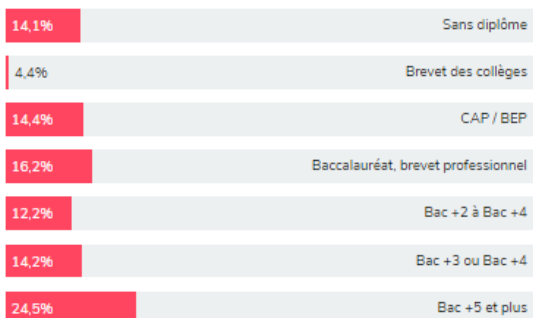 14,1% Sans diplôme
4,4% Brevet des collèges
14,4% CAP / BEP
16,2% Baccalauréat, brevet professionnel
12,2% Bac +2 à Bac +4
14,2% Bac +3 ou Bac +4
24,5% Bac +5 et plus